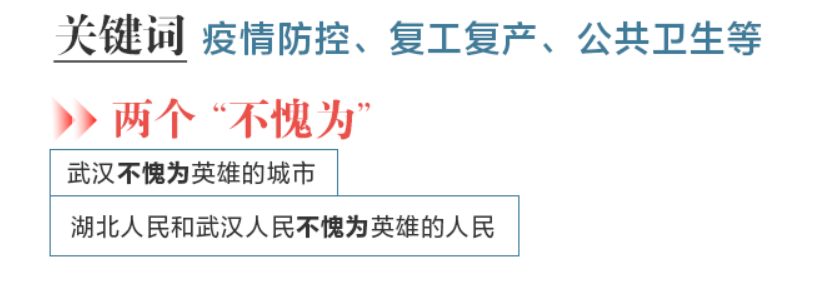 关键词 疫情防控、复工复产、公共卫生等
两个“不愧为”
武汉不愧为英雄的城市
湖北人民和武汉人民不愧为英雄的人民